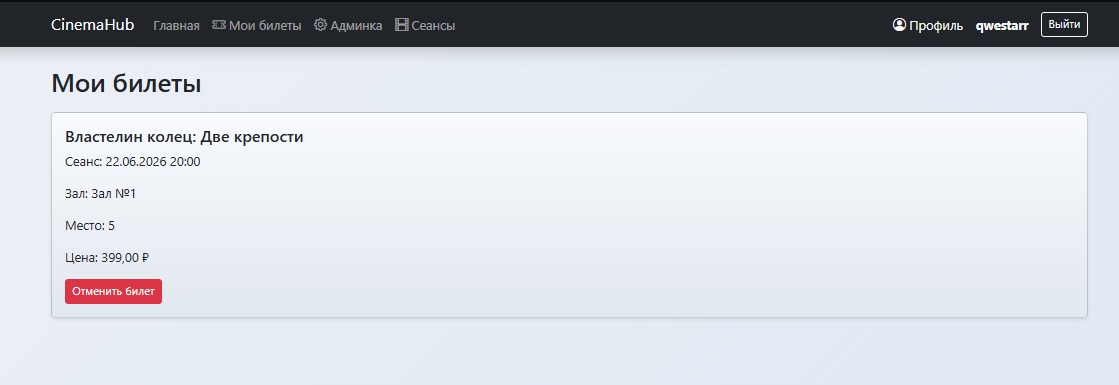 CinemaHub Главная Мои билеты Админка Сеансы Профиль qwestarr Выйти
Мои билеты
Властелин колец: Две крепости
Сеанс: 22.06.2026 20:00
Зал: Зал №1
Место: 5
Цена: 399,00 ₽
Отменить билет